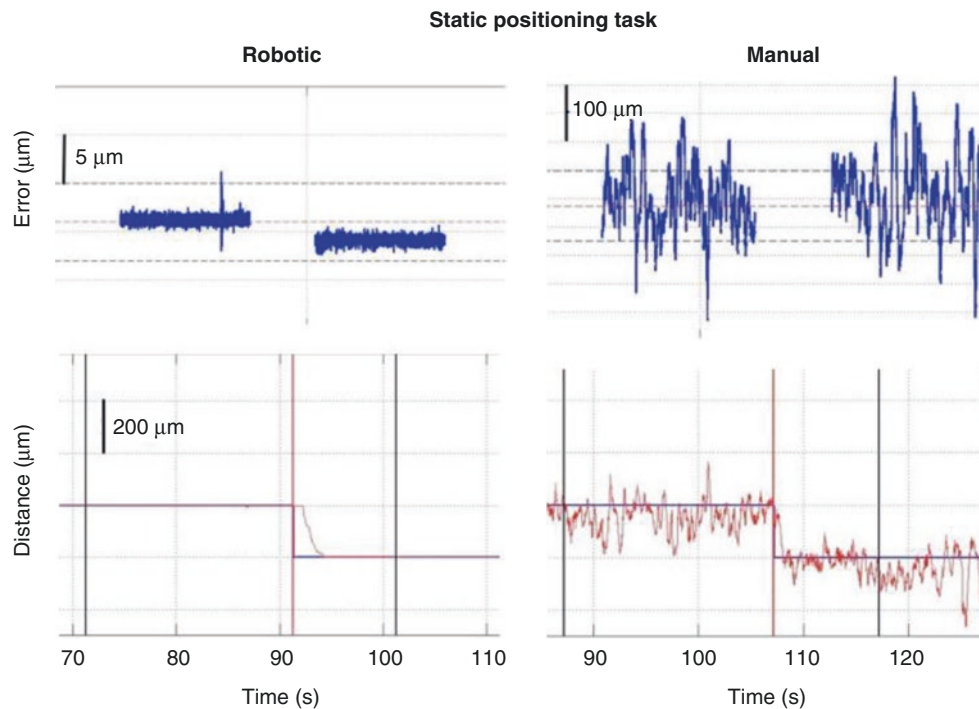 Static positioning task
Robotic
Manual
Error (μm)
5 μm
100 μm
Distance (μm)
200 μm
70 80 90 100 110
90 100 110 120
Time (s)
Time (s)